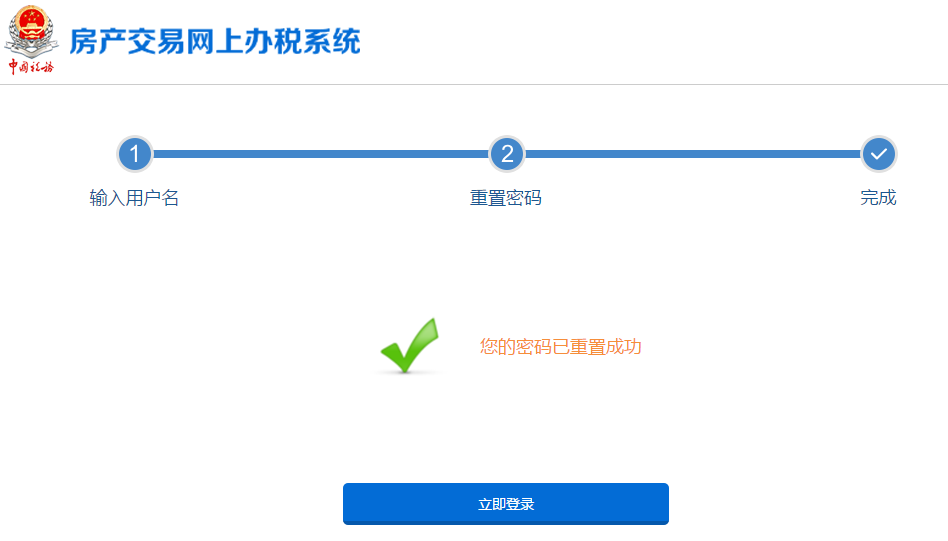 中国税务
房产交易网上办税系统
1
2
输入用户名
重置密码
完成
您的密码已重置成功
立即登录